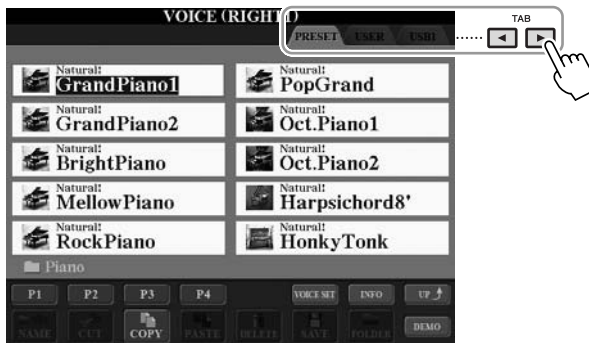 VOICE (RIGHT1)
TAB
PRESET USER USB1
Natural!
GrandPiano1
Natural!
PopGrand
Natural!
GrandPiano2
Natural!
Oct.Piano1
Natural!
BrightPiano
Natural!
Oct.Piano2
Natural!
MellowPiano
Natural!
Harpsichord8'
Natural!
RockPiano
Natural!
HonkyTonk
Piano
P1 P2 P3 P4 VOICE SET INFO UP
NAME CUT COPY PASTE DELETE SAVE FOLDER DEMO